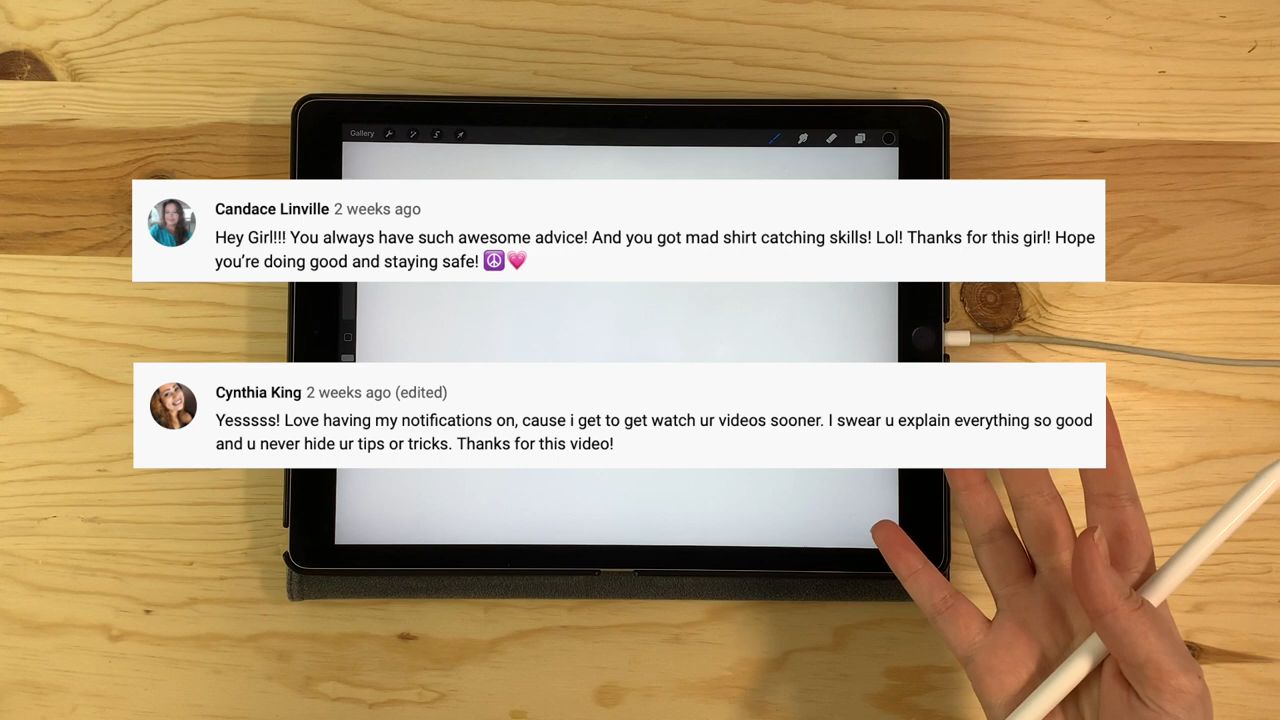 Gallery
Candace Linville 2 weeks ago
Hey Girl!!! You always have such awesome advice! And you got mad shirt catching skills! Lol! Thanks for this girl! Hope
you’re doing good and staying safe! ☮️💗
Cynthia King 2 weeks ago (edited)
Yesssss! Love having my notifications on, cause i get to get watch ur videos sooner. I swear u explain everything so good
and u never hide ur tips or tricks. Thanks for this video!